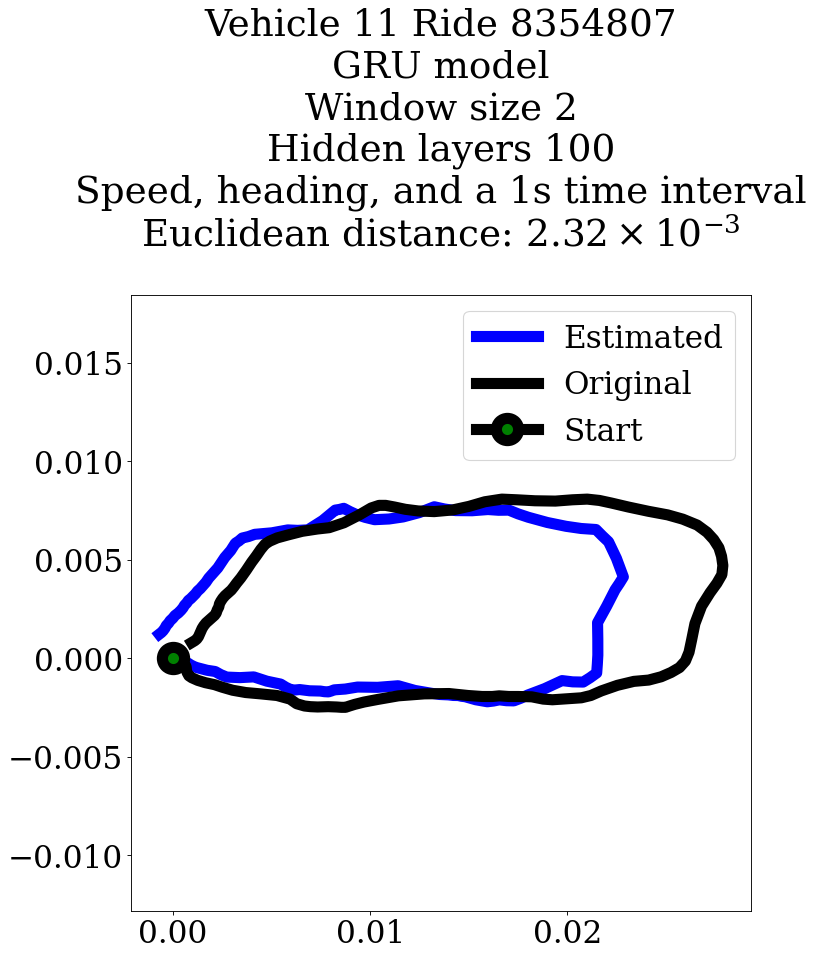 Vehicle 11 Ride 8354807
GRU model
Window size 2
Hidden layers 100
Speed, heading, and a 1s time interval
Euclidean distance: 2.32 × 10⁻³
Estimated
Original
Start
0.015
0.010
0.005
0.000
−0.005
−0.010
0.00 0.01 0.02